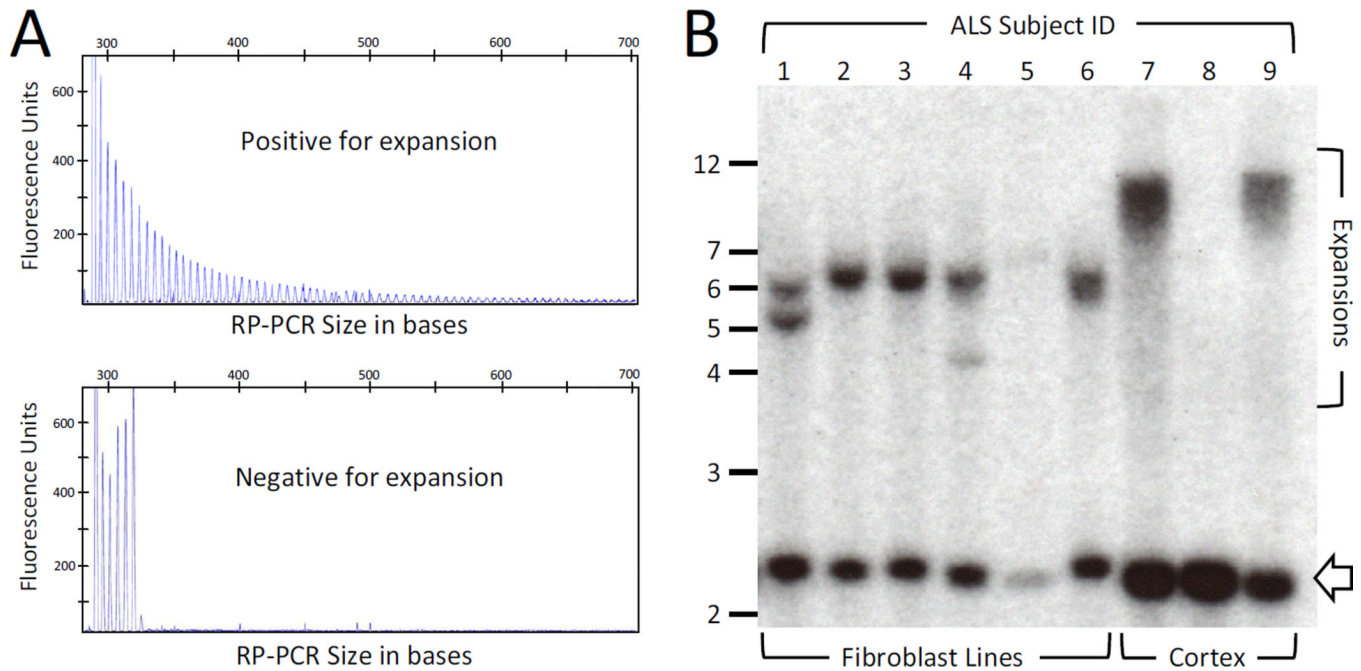 A
300 400 500 600 700
600
400
200
Fluorescence Units
Positive for expansion
RP-PCR Size in bases
300 400 500 600 700
600
400
200
Fluorescence Units
Negative for expansion
RP-PCR Size in bases
B
ALS Subject ID
1 2 3 4 5 6 7 8 9
12
7
6
5
4
3
2
Expansions
Fibroblast Lines
Cortex